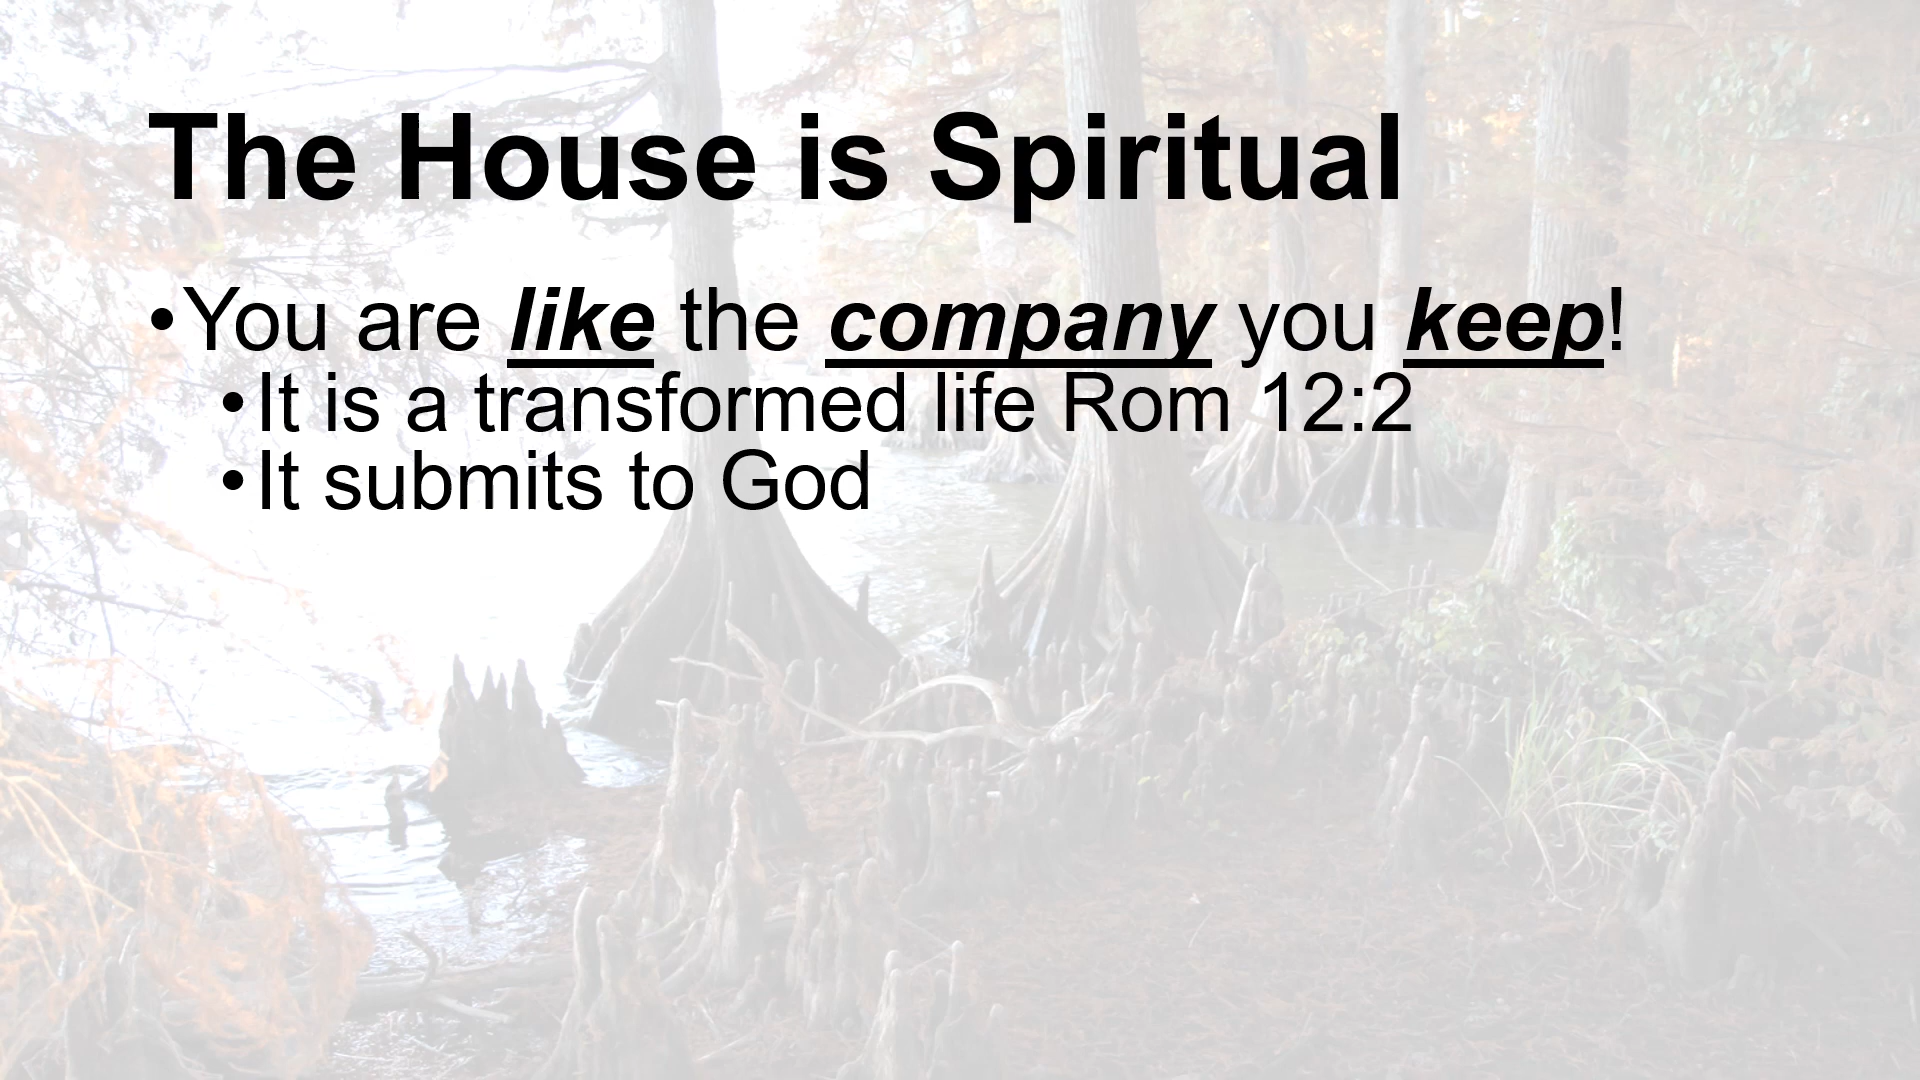 The House is Spiritual
• You are like the company you keep!
• It is a transformed life Rom 12:2
• It submits to God